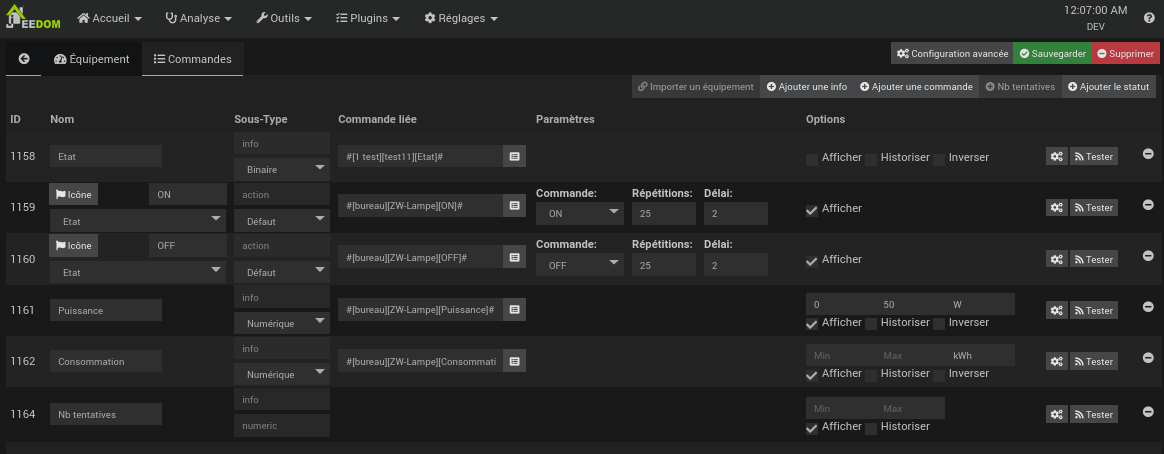 JEEDOM Accueil Analyse Outils Plugins Réglages 12:07:00 AM
DEV
Équipement Commandes Configuration avancée Sauvegarder Supprimer
Importer un équipement Ajouter une info Ajouter une commande Nb tentatives Ajouter le statut
ID Nom Sous-Type Commande liée Paramètres Options
info
1158 Etat #[1 test][test11][Etat]# Afficher Historiser Inverser Tester
Binaire
Icône ON action Commande: Répétitions: Délai:
1159 #[bureau][ZW-Lampe][ON]# Afficher Tester
Etat Défaut ON 25 2
Icône OFF action Commande: Répétitions: Délai:
1160 #[bureau][ZW-Lampe][OFF]# Afficher Tester
Etat Défaut OFF 25 2
info 0 50 W
1161 Puissance #[bureau][ZW-Lampe][Puissance]# Tester
Numérique Afficher Historiser Inverser
info Min Max kWh
1162 Consommation #[bureau][ZW-Lampe][Consommati Tester
Numérique Afficher Historiser Inverser
info Min Max
1164 Nb tentatives Tester
numeric Afficher Historiser